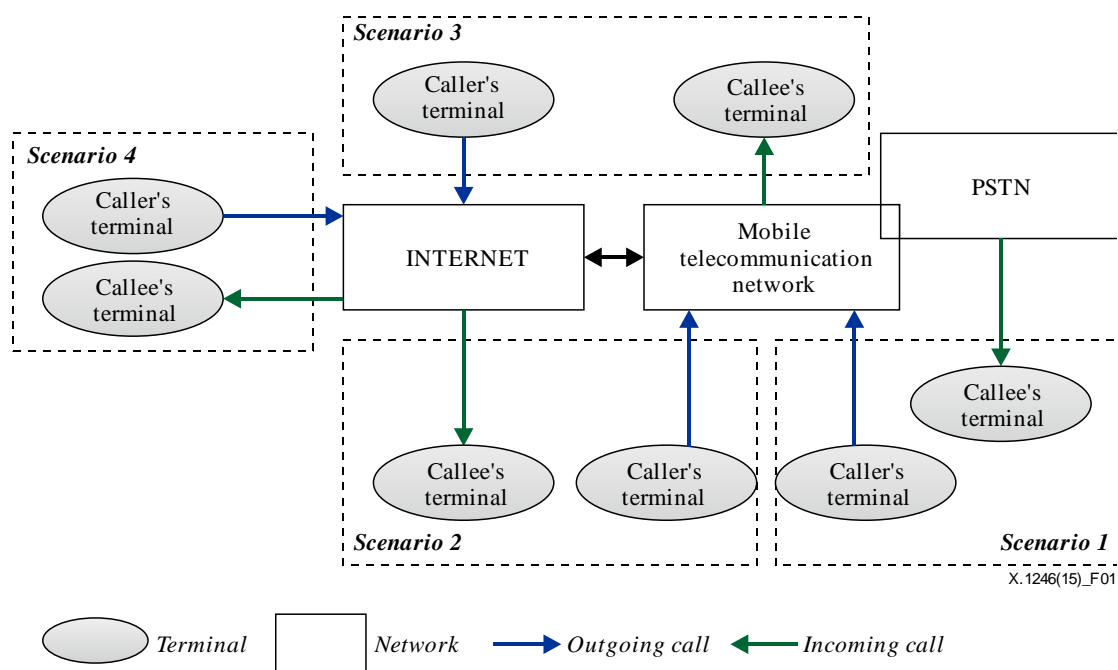 Scenario 3
Caller's
terminal
Callee's
terminal
Scenario 4
Caller's
terminal
Callee's
terminal
INTERNET
Mobile
telecommunication
network
PSTN
Callee's
terminal
Callee's
terminal
Caller's
terminal
Caller's
terminal
Scenario 2
Scenario 1
X.1246(15)_F01
Terminal
Network
Outgoing call
Incoming call